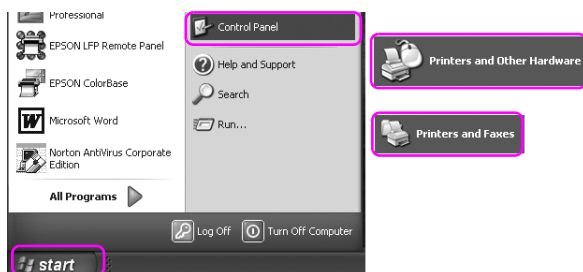 Professional
EPSON LFP Remote Panel
EPSON ColorBase
Microsoft Word
Norton AntiVirus Corporate
Edition
All Programs
Control Panel
Help and Support
Search
Run...
Log Off
Turn Off Computer
start
Printers and Other Hardware
Printers and Faxes